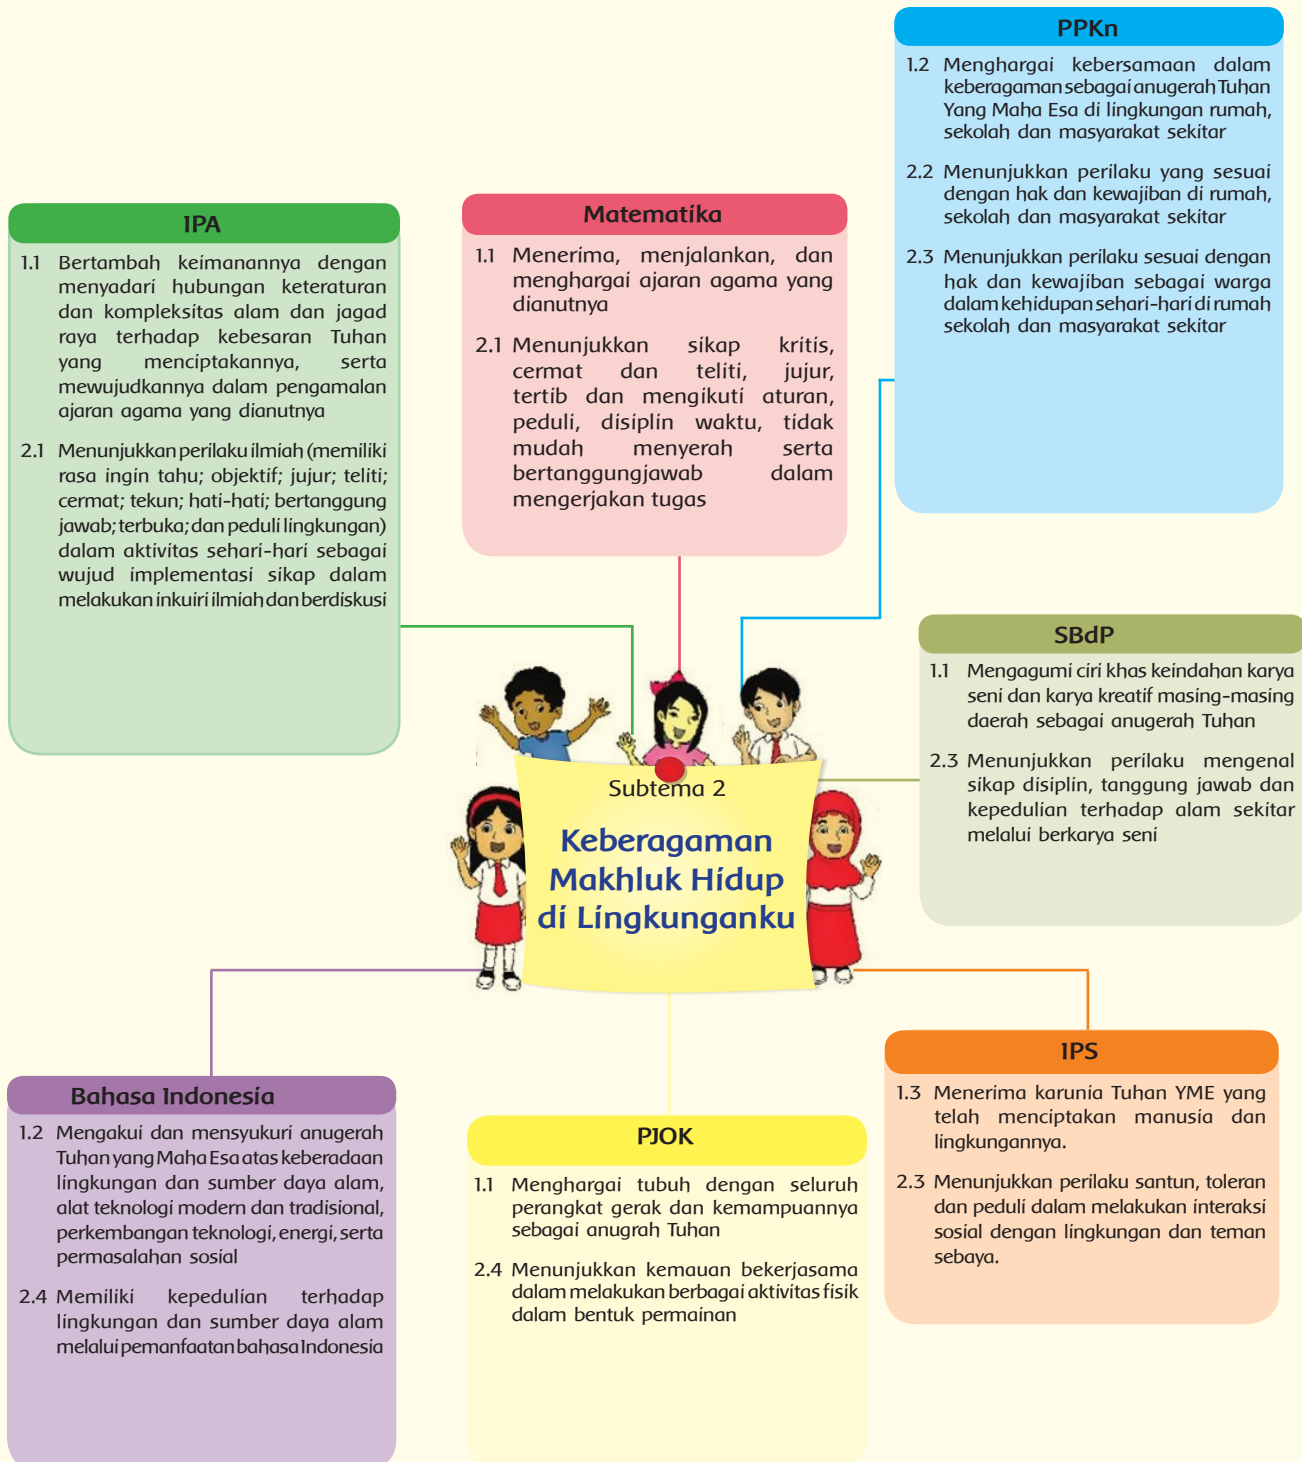 PPKn
1.2 Menghargai kebersamaan dalam
keberagaman sebagai anugerah Tuhan
Yang Maha Esa di lingkungan rumah,
sekolah dan masyarakat sekitar
2.2 Menunjukkan perilaku yang sesuai
dengan hak dan kewajiban di rumah,
sekolah dan masyarakat sekitar
2.3 Menunjukkan perilaku sesuai dengan
hak dan kewajiban sebagai warga
dalam kehidupan sehari-hari di rumah
sekolah dan masyarakat sekitar
IPA
1.1 Bertambah keimanannya dengan
menyadari hubungan keteraturan
dan kompleksitas alam dan jagad
raya terhadap kebesaran Tuhan
yang menciptakannya, serta
mewujudkannya dalam pengamalan
ajaran agama yang dianutnya
2.1 Menunjukkan perilaku ilmiah (memiliki
rasa ingin tahu; objektif; jujur; teliti;
cermat; tekun; hati-hati; bertanggung
jawab; terbuka; dan peduli lingkungan)
dalam aktivitas sehari-hari sebagai
wujud implementasi sikap dalam
melakukan inkuiri ilmiah dan berdiskusi
Matematika
1.1 Menerima, menjalankan, dan
menghargai ajaran agama yang
dianutnya
2.1 Menunjukkan sikap kritis,
cermat dan teliti, jujur,
tertib dan mengikuti aturan,
peduli, disiplin waktu, tidak
mudah menyerah serta
bertanggungjawab dalam
mengerjakan tugas
SBdP
1.1 Mengagumi ciri khas keindahan karya
seni dan karya kreatif masing-masing
daerah sebagai anugerah Tuhan
2.3 Menunjukkan perilaku mengenal
sikap disiplin, tanggung jawab dan
kepedulian terhadap alam sekitar
melalui berkarya seni
Subtema 2
Keberagaman
Makhluk Hidup
di Lingkunganku
Bahasa Indonesia
1.2 Mengakui dan mensyukuri anugerah
Tuhan yang Maha Esa atas keberadaan
lingkungan dan sumber daya alam,
alat teknologi modern dan tradisional,
perkembangan teknologi, energi, serta
permasalahan sosial
2.4 Memiliki kepedulian terhadap
lingkungan dan sumber daya alam
melalui pemanfaatan bahasa Indonesia
PJOK
1.1 Menghargai tubuh dengan seluruh
perangkat gerak dan kemampuannya
sebagai anugrah Tuhan
2.4 Menunjukkan kemauan bekerjasama
dalam melakukan berbagai aktivitas fisik
dalam bentuk permainan
IPS
1.3 Menerima karunia Tuhan YME yang
telah menciptakan manusia dan
lingkungannya.
2.3 Menunjukkan perilaku santun, toleran
dan peduli dalam melakukan interaksi
sosial dengan lingkungan dan teman
sebaya.